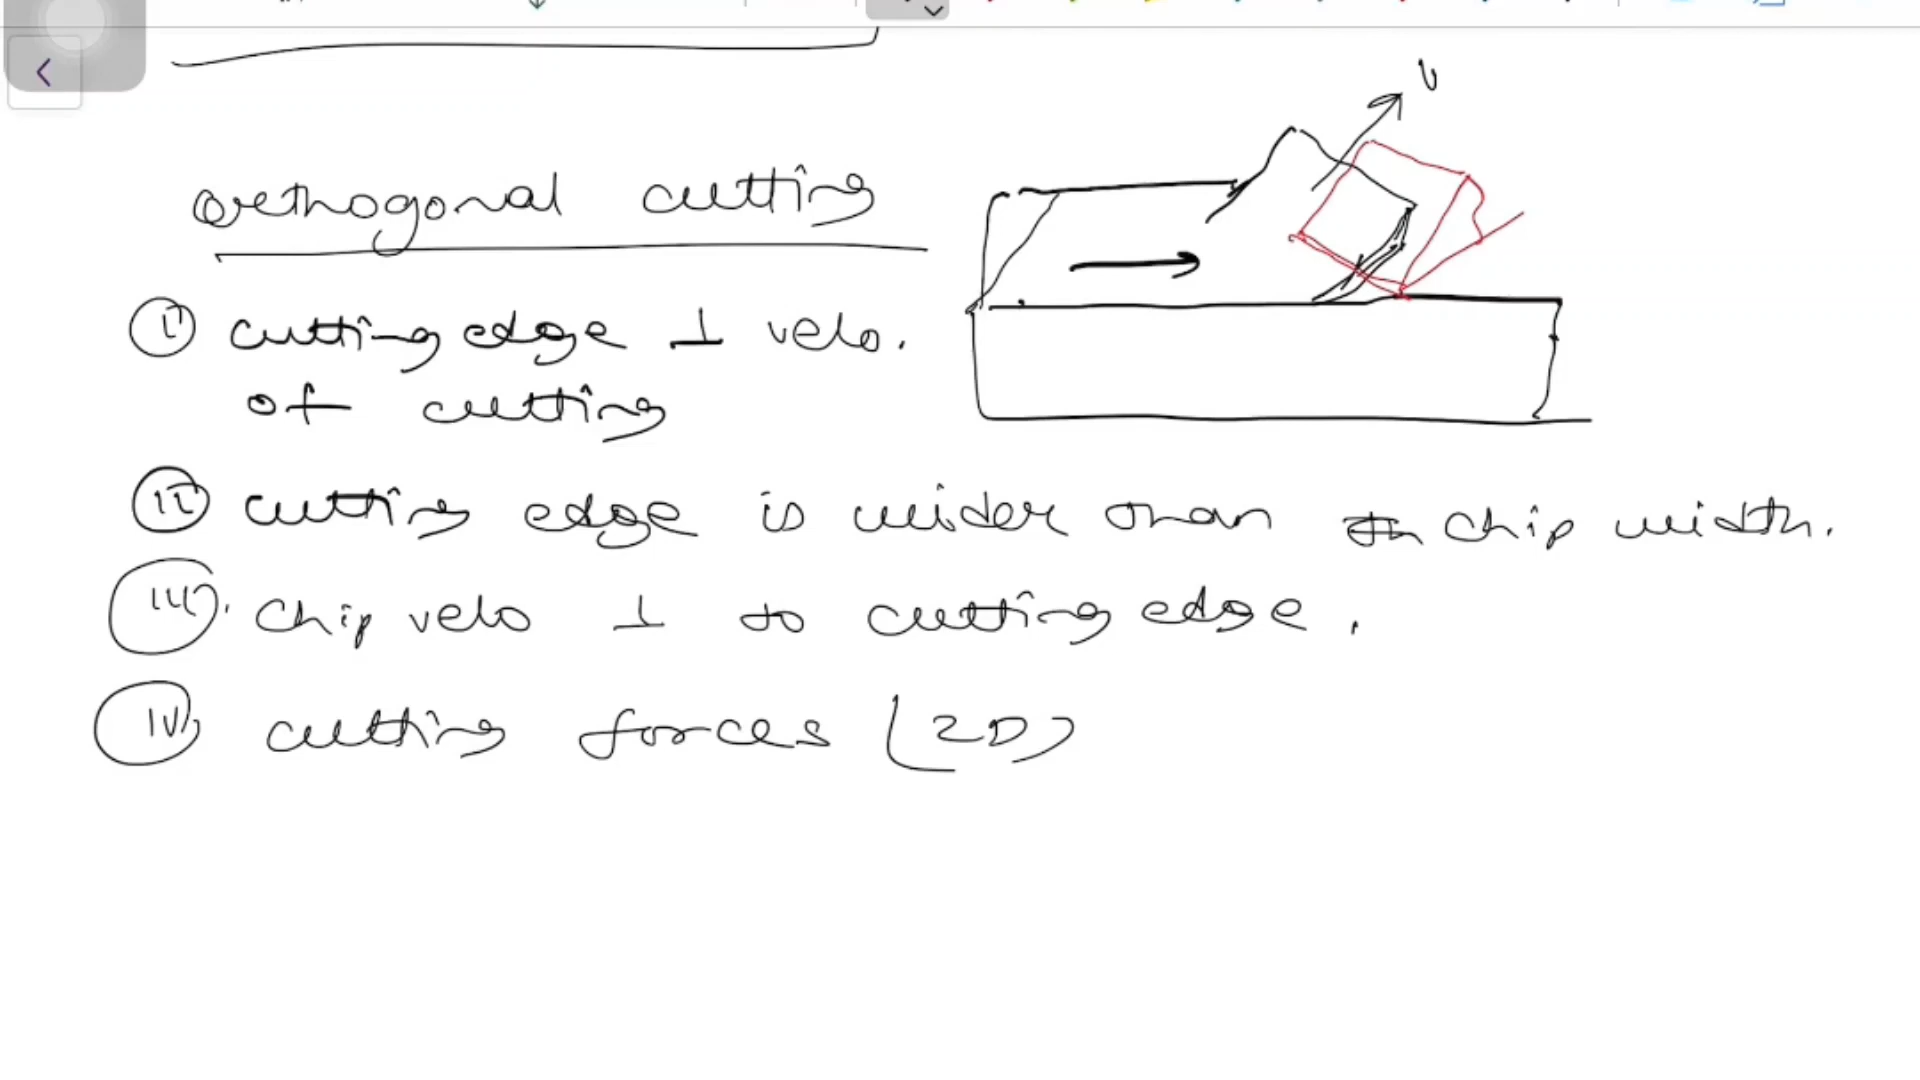 orthogonal cutting
(i) cutting edge ⊥ velo.
of cutting
(ii) cutting edge is wider than chip width.
(iii). chip velo ⊥ to cutting edge.
(iv) cutting forces (2D)